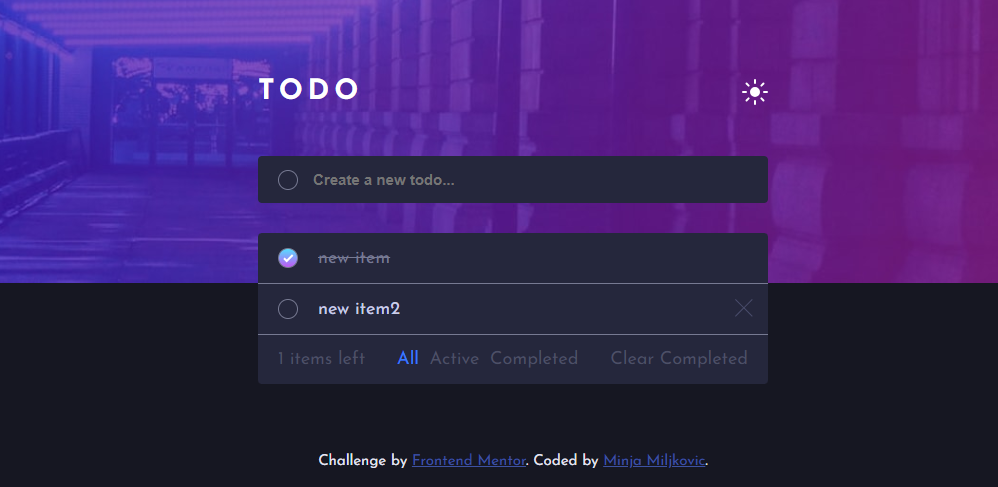 TODO
Create a new todo...
new item
new item2
1 items left All Active Completed Clear Completed
Challenge by Frontend Mentor. Coded by Minja Miljkovic.